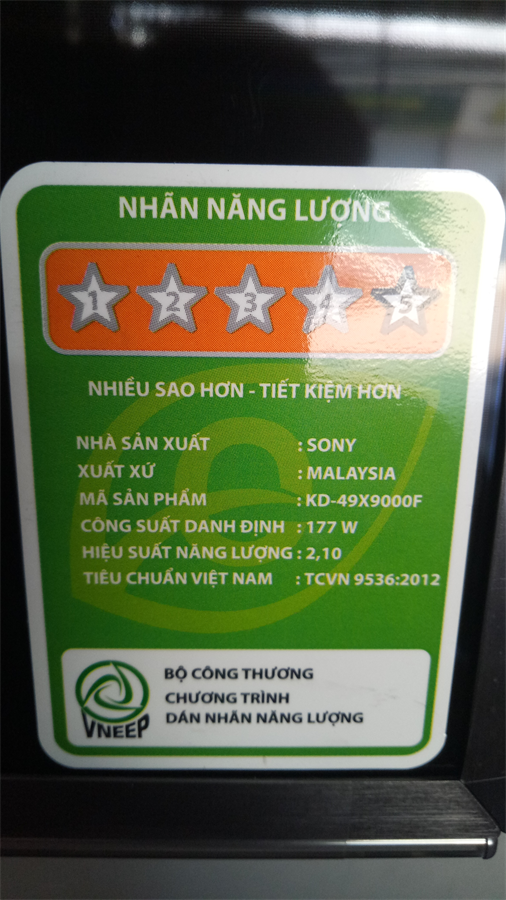 NHÃN NĂNG LƯỢNG
1 2 3 4 5
NHIỀU SAO HƠN - TIẾT KIỆM HƠN
NHÀ SẢN XUẤT : SONY
XUẤT XỨ : MALAYSIA
MÃ SẢN PHẨM : KD-49X9000F
CÔNG SUẤT DANH ĐỊNH : 177 W
HIỆU SUẤT NĂNG LƯỢNG : 2,10
TIÊU CHUẨN VIỆT NAM : TCVN 9536:2012
BỘ CÔNG THƯƠNG
CHƯƠNG TRÌNH
DÁN NHÃN NĂNG LƯỢNG
VNEEP